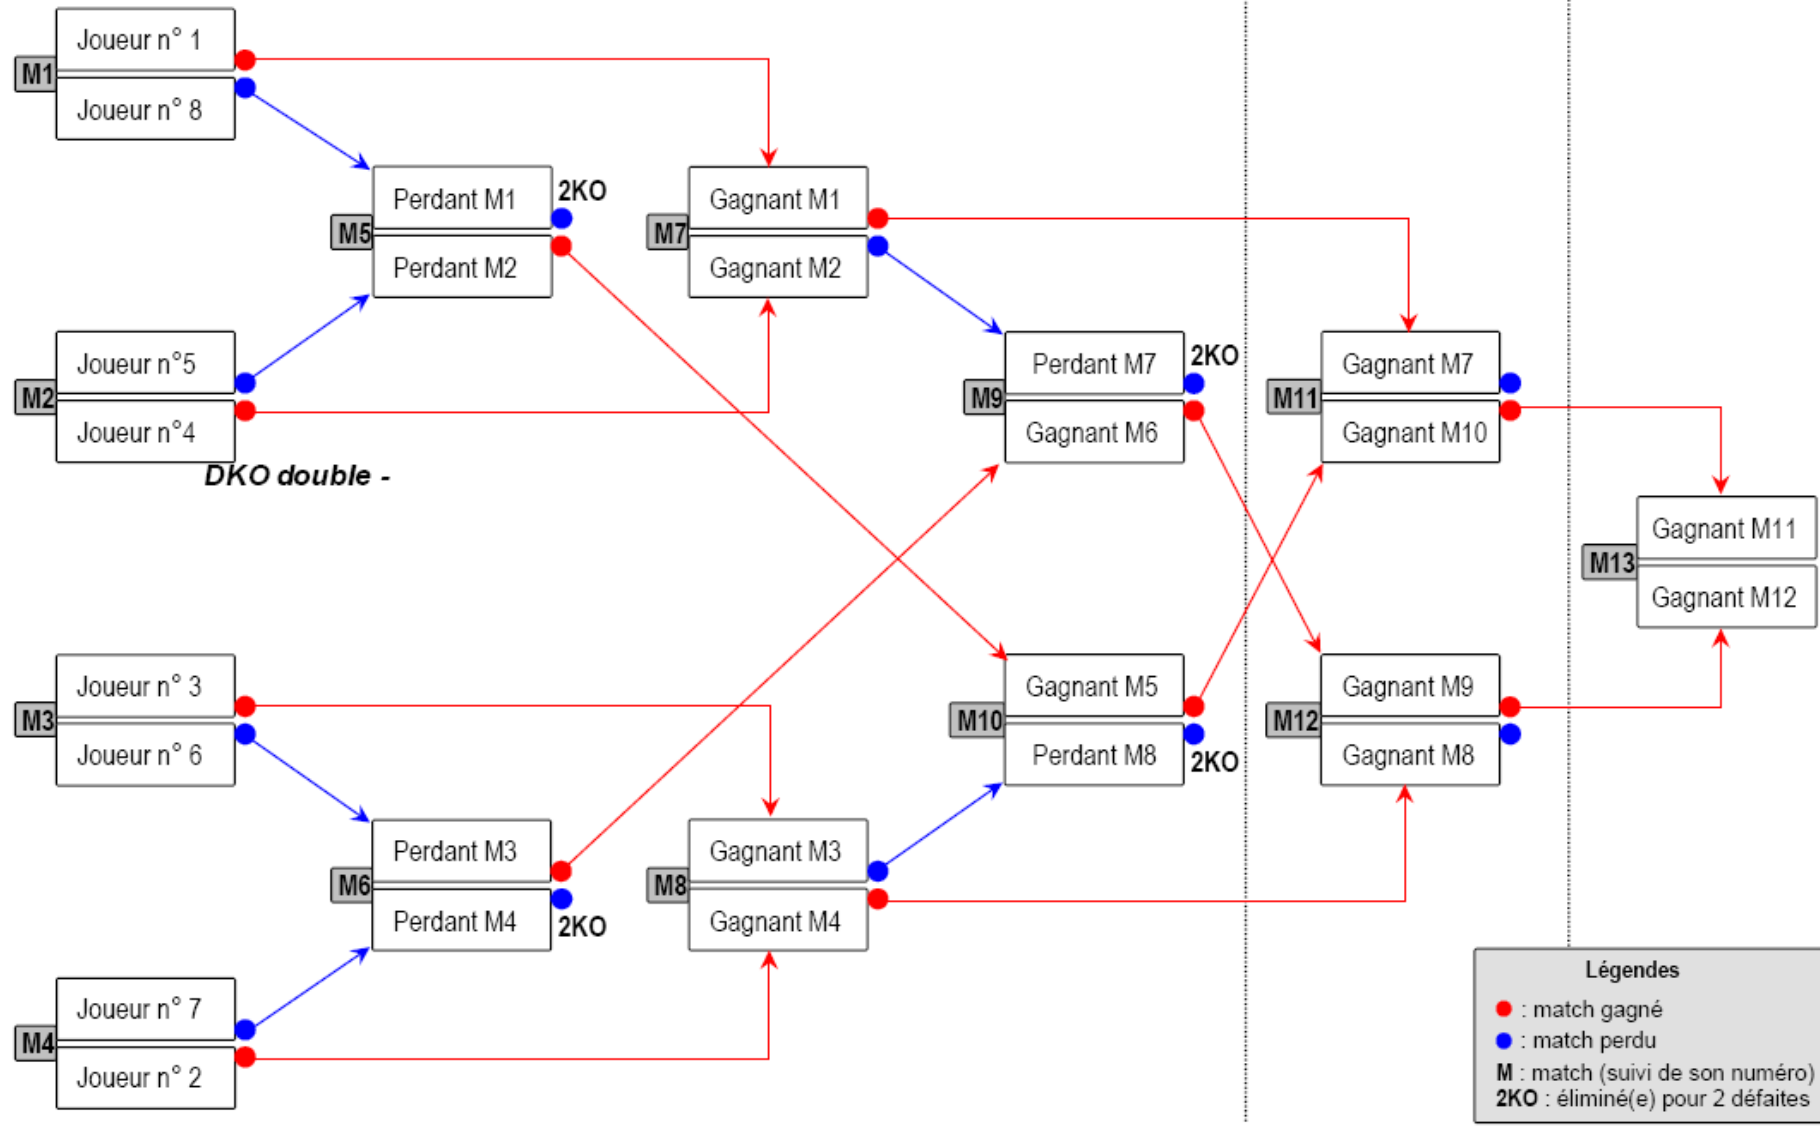 M1
Joueur n° 1
Joueur n° 8
M2
Joueur n°5
Joueur n°4
DKO double -
M3
Joueur n° 3
Joueur n° 6
M4
Joueur n° 7
Joueur n° 2
M5
Perdant M1
Perdant M2
2KO
M6
Perdant M3
Perdant M4
2KO
M7
Gagnant M1
Gagnant M2
M8
Gagnant M3
Gagnant M4
M9
Perdant M7
Gagnant M6
2KO
M10
Gagnant M5
Perdant M8
2KO
M11
Gagnant M7
Gagnant M10
M12
Gagnant M9
Gagnant M8
M13
Gagnant M11
Gagnant M12
Légendes
: match gagné
: match perdu
M : match (suivi de son numéro)
2KO : éliminé(e) pour 2 défaites